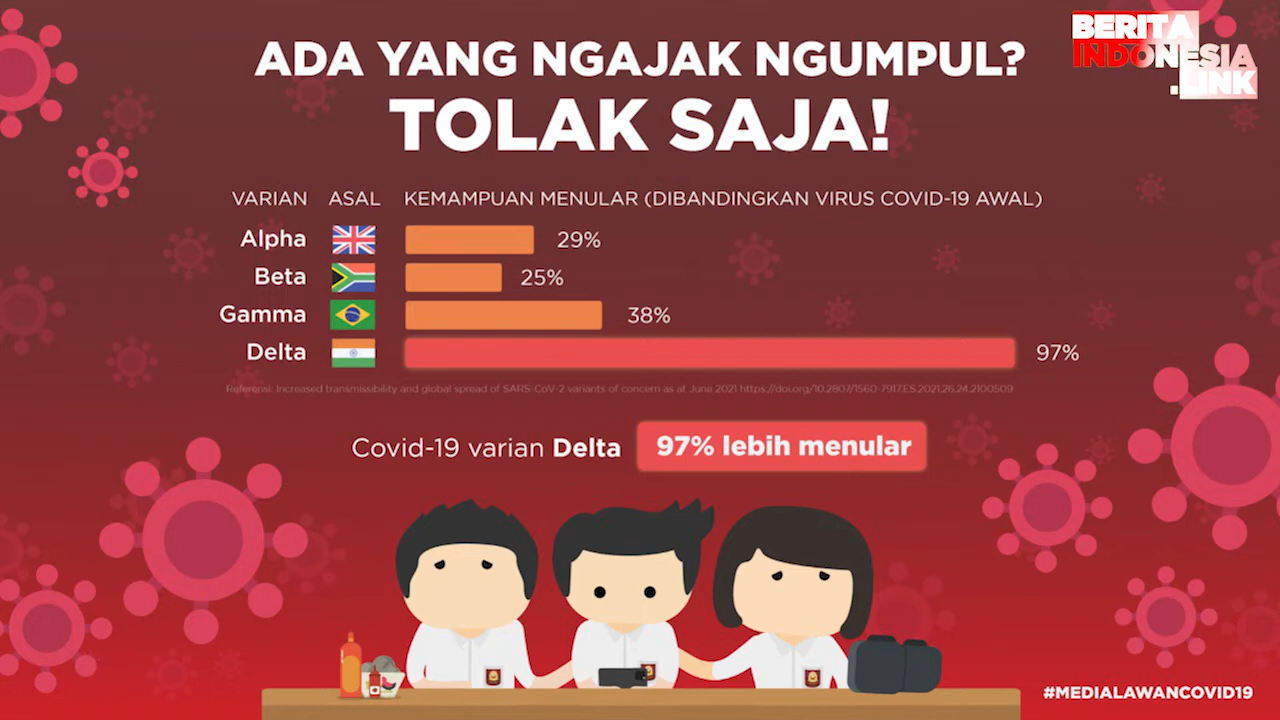 BERITA
INDONESIA
.LINK
ADA YANG NGAJAK NGUMPUL?
TOLAK SAJA!
VARIAN ASAL KEMAMPUAN MENULAR (DIBANDINGKAN VIRUS COVID-19 AWAL)
Alpha 29%
Beta 25%
Gamma 38%
Delta 97%
Referensi: Increased transmissibility and global spread of SARS-CoV-2 variants of concern as at June 2021 https://doi.org/10.2807/1560-7917.ES.2021.26.24.2100509
Covid-19 varian Delta 97% lebih menular
#MEDIALAWANCOVID19